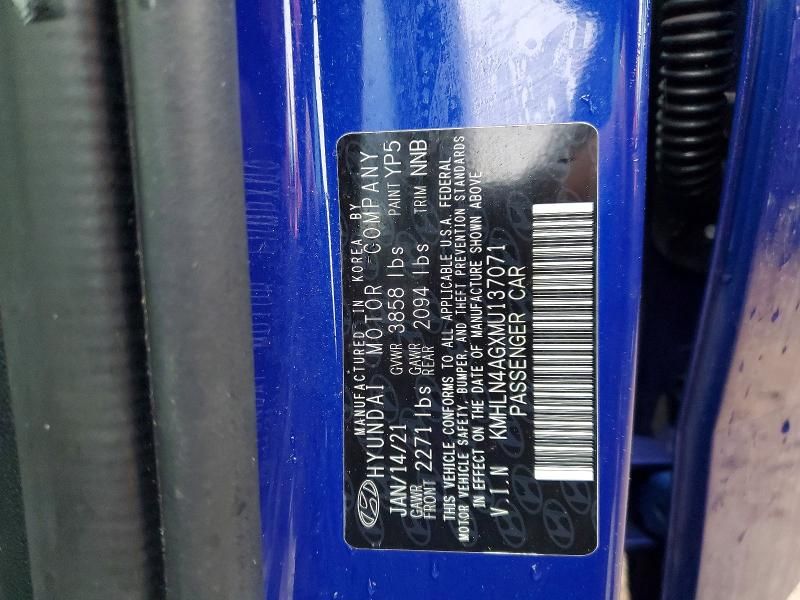 MANUFACTURED IN KOREA BY
HYUNDAI MOTOR COMPANY
JAN/14/21 GVWR 3858 lbs PAINT YP5
GAWR FRONT 2271 lbs GAWR REAR 2094 lbs TRIM NNB
THIS VEHICLE CONFORMS TO ALL APPLICABLE U.S.A. FEDERAL
MOTOR VEHICLE SAFETY, BUMPER, AND THEFT PREVENTION STANDARDS
IN EFFECT ON THE DATE OF MANUFACTURE SHOWN ABOVE
V.I.N KMHLN4AGXMU137071
PASSENGER CAR